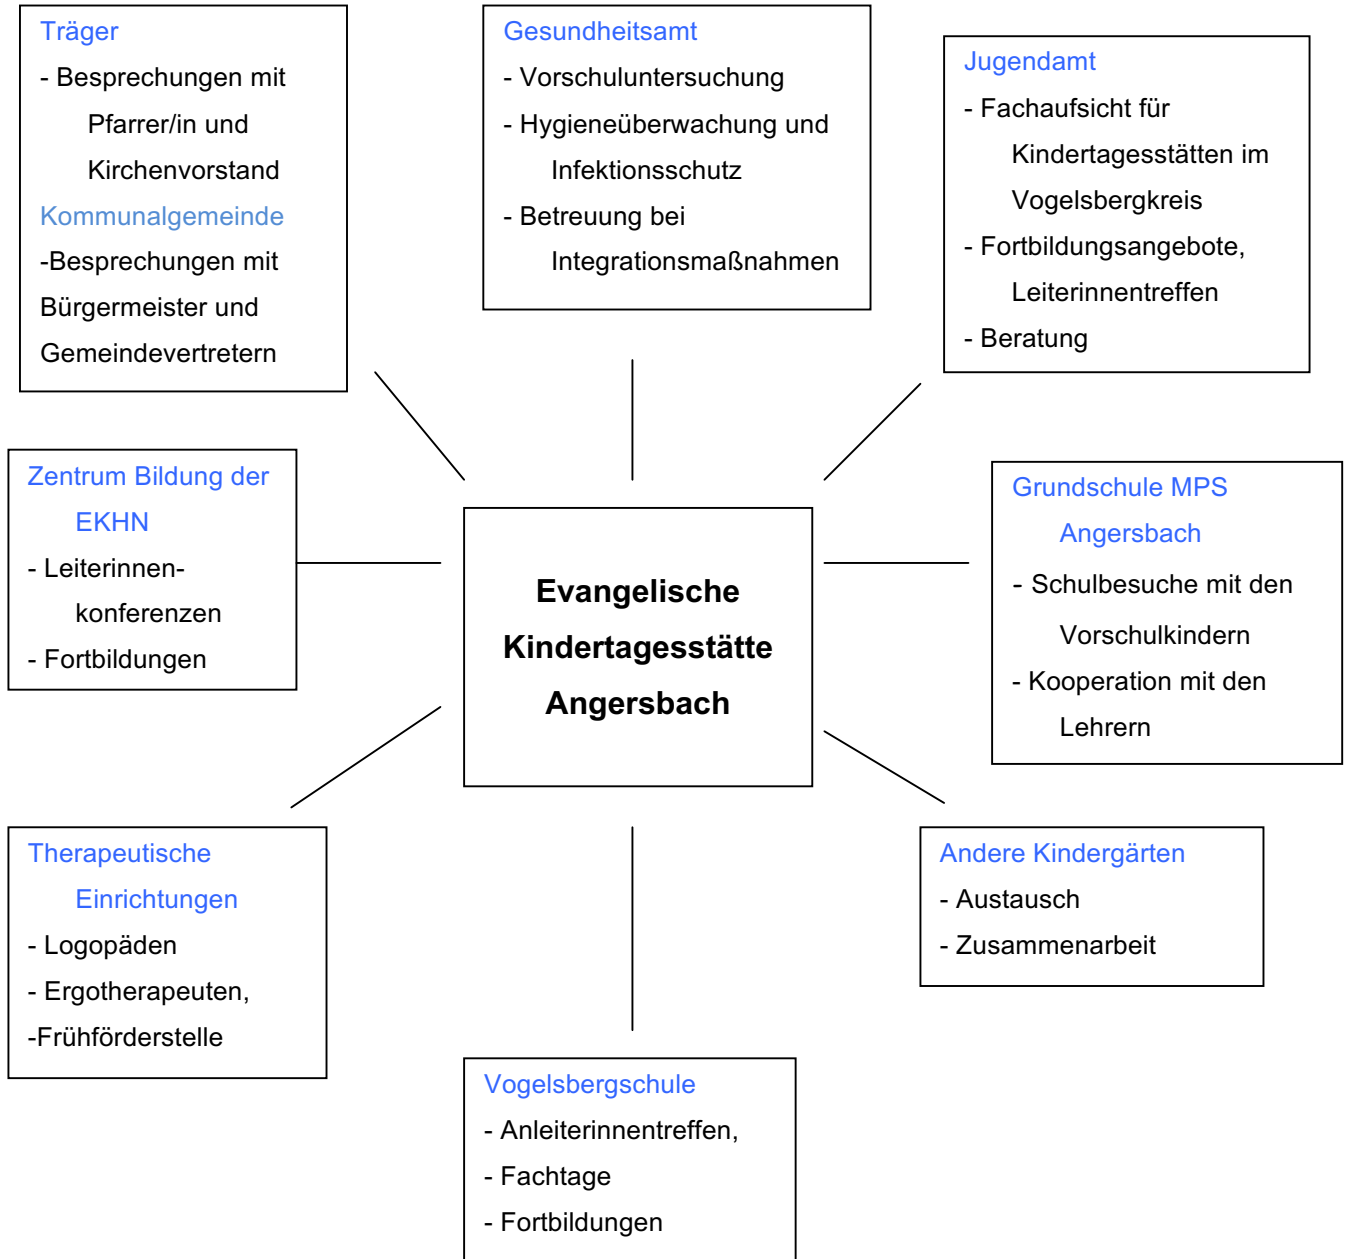 Träger
- Besprechungen mit
Pfarrer/in und
Kirchenvorstand
Kommunalgemeinde
-Besprechungen mit
Bürgermeister und
Gemeindevertretern
Gesundheitsamt
- Vorschuluntersuchung
- Hygieneüberwachung und
Infektionsschutz
- Betreuung bei
Integrationsmaßnahmen
Jugendamt
- Fachaufsicht für
Kindertagesstätten im
Vogelsbergkreis
- Fortbildungsangebote,
Leiterinnentreffen
- Beratung
Zentrum Bildung der
EKHN
- Leiterinnen-
konferenzen
- Fortbildungen
Evangelische
Kindertagesstätte
Angersbach
Grundschule MPS
Angersbach
- Schulbesuche mit den
Vorschulkindern
- Kooperation mit den
Lehrern
Therapeutische
Einrichtungen
- Logopäden
- Ergotherapeuten,
-Frühförderstelle
Vogelsbergschule
- Anleiterinnentreffen,
- Fachtage
- Fortbildungen
Andere Kindergärten
- Austausch
- Zusammenarbeit